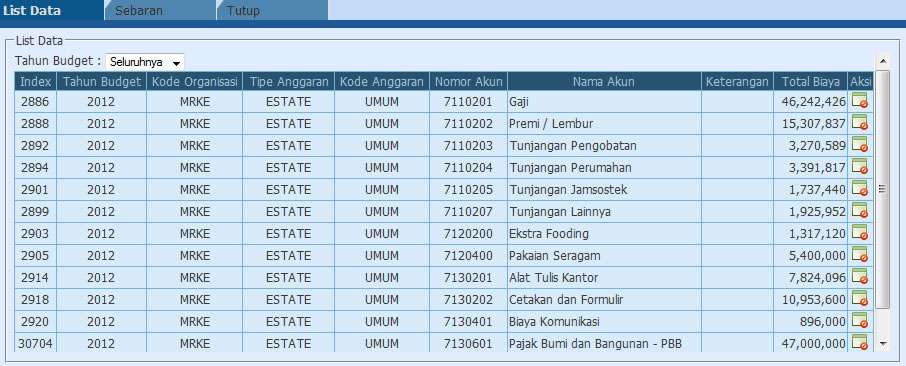 List Data Sebaran Tutup
List Data
Tahun Budget : Seluruhnya
Index Tahun Budget Kode Organisasi Tipe Anggaran Kode Anggaran Nomor Akun Nama Akun Keterangan Total Biaya Aksi
2886 2012 MRKE ESTATE UMUM 7110201 Gaji 46,242,426
2888 2012 MRKE ESTATE UMUM 7110202 Premi / Lembur 15,307,837
2892 2012 MRKE ESTATE UMUM 7110203 Tunjangan Pengobatan 3,270,589
2894 2012 MRKE ESTATE UMUM 7110204 Tunjangan Perumahan 3,391,817
2901 2012 MRKE ESTATE UMUM 7110205 Tunjangan Jamsostek 1,737,440
2899 2012 MRKE ESTATE UMUM 7110207 Tunjangan Lainnya 1,925,952
2903 2012 MRKE ESTATE UMUM 7120200 Ekstra Fooding 1,317,120
2905 2012 MRKE ESTATE UMUM 7120400 Pakaian Seragam 5,400,000
2914 2012 MRKE ESTATE UMUM 7130201 Alat Tulis Kantor 7,824,096
2918 2012 MRKE ESTATE UMUM 7130202 Cetakan dan Formulir 10,953,600
2920 2012 MRKE ESTATE UMUM 7130401 Biaya Komunikasi 896,000
30704 2012 MRKE ESTATE UMUM 7130601 Pajak Bumi dan Bangunan - PBB 47,000,000